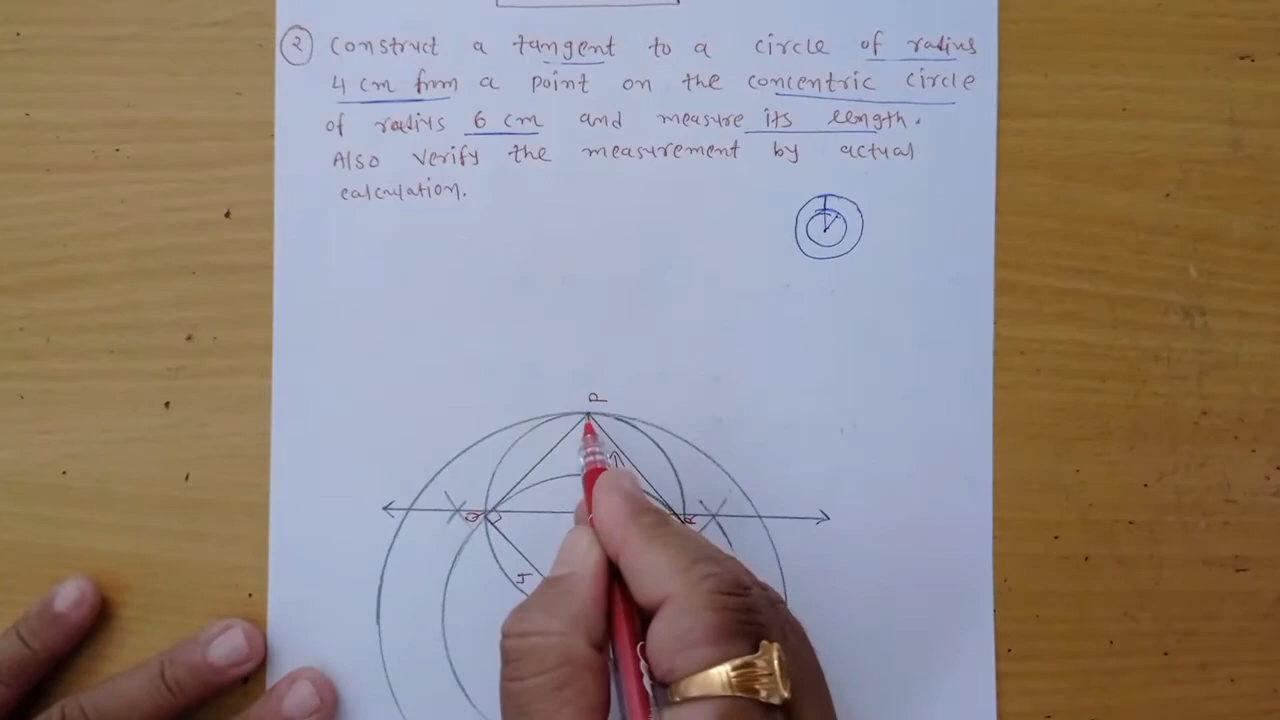 2 construct a tangent to a circle of radius
4 cm from a point on the concentric circle
of radius 6 cm and measure its length.
Also verify the measurement by actual
calculation.
P
Q R
4